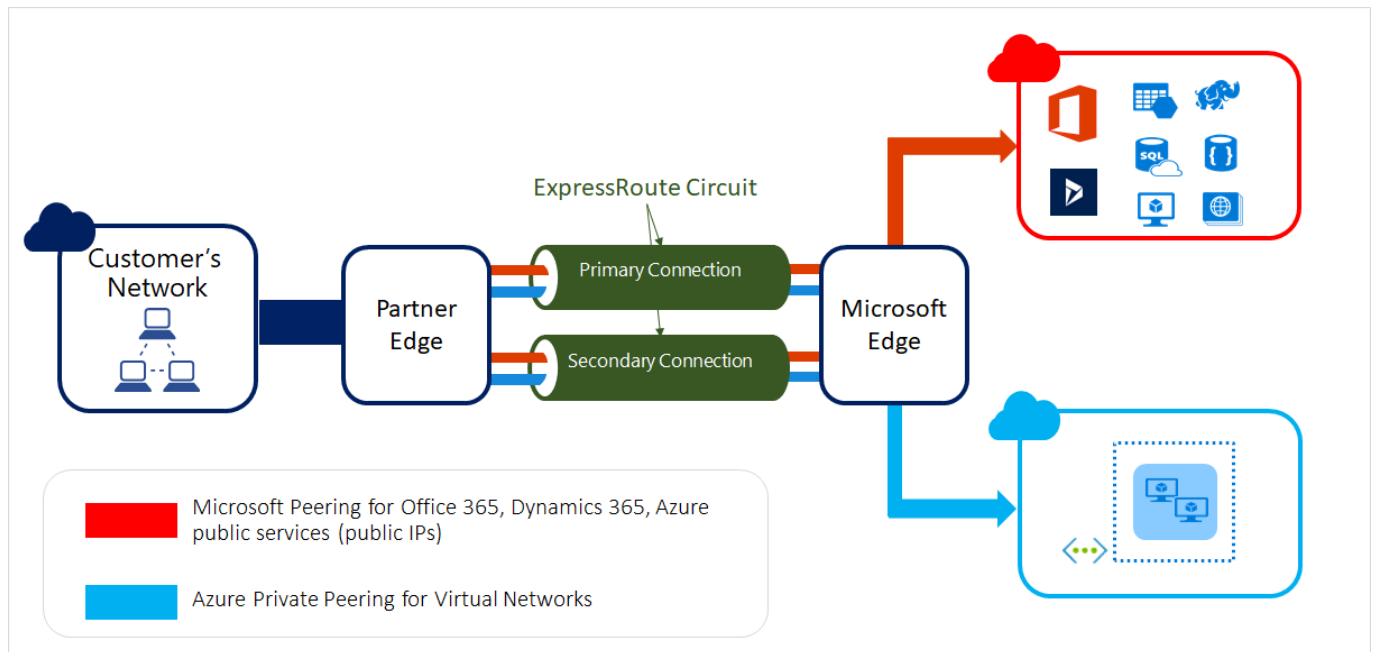 ExpressRoute Circuit
Customer's
Network
Partner
Edge
Primary Connection
Secondary Connection
Microsoft
Edge
SQL
Microsoft Peering for Office 365, Dynamics 365, Azure
public services (public IPs)
Azure Private Peering for Virtual Networks